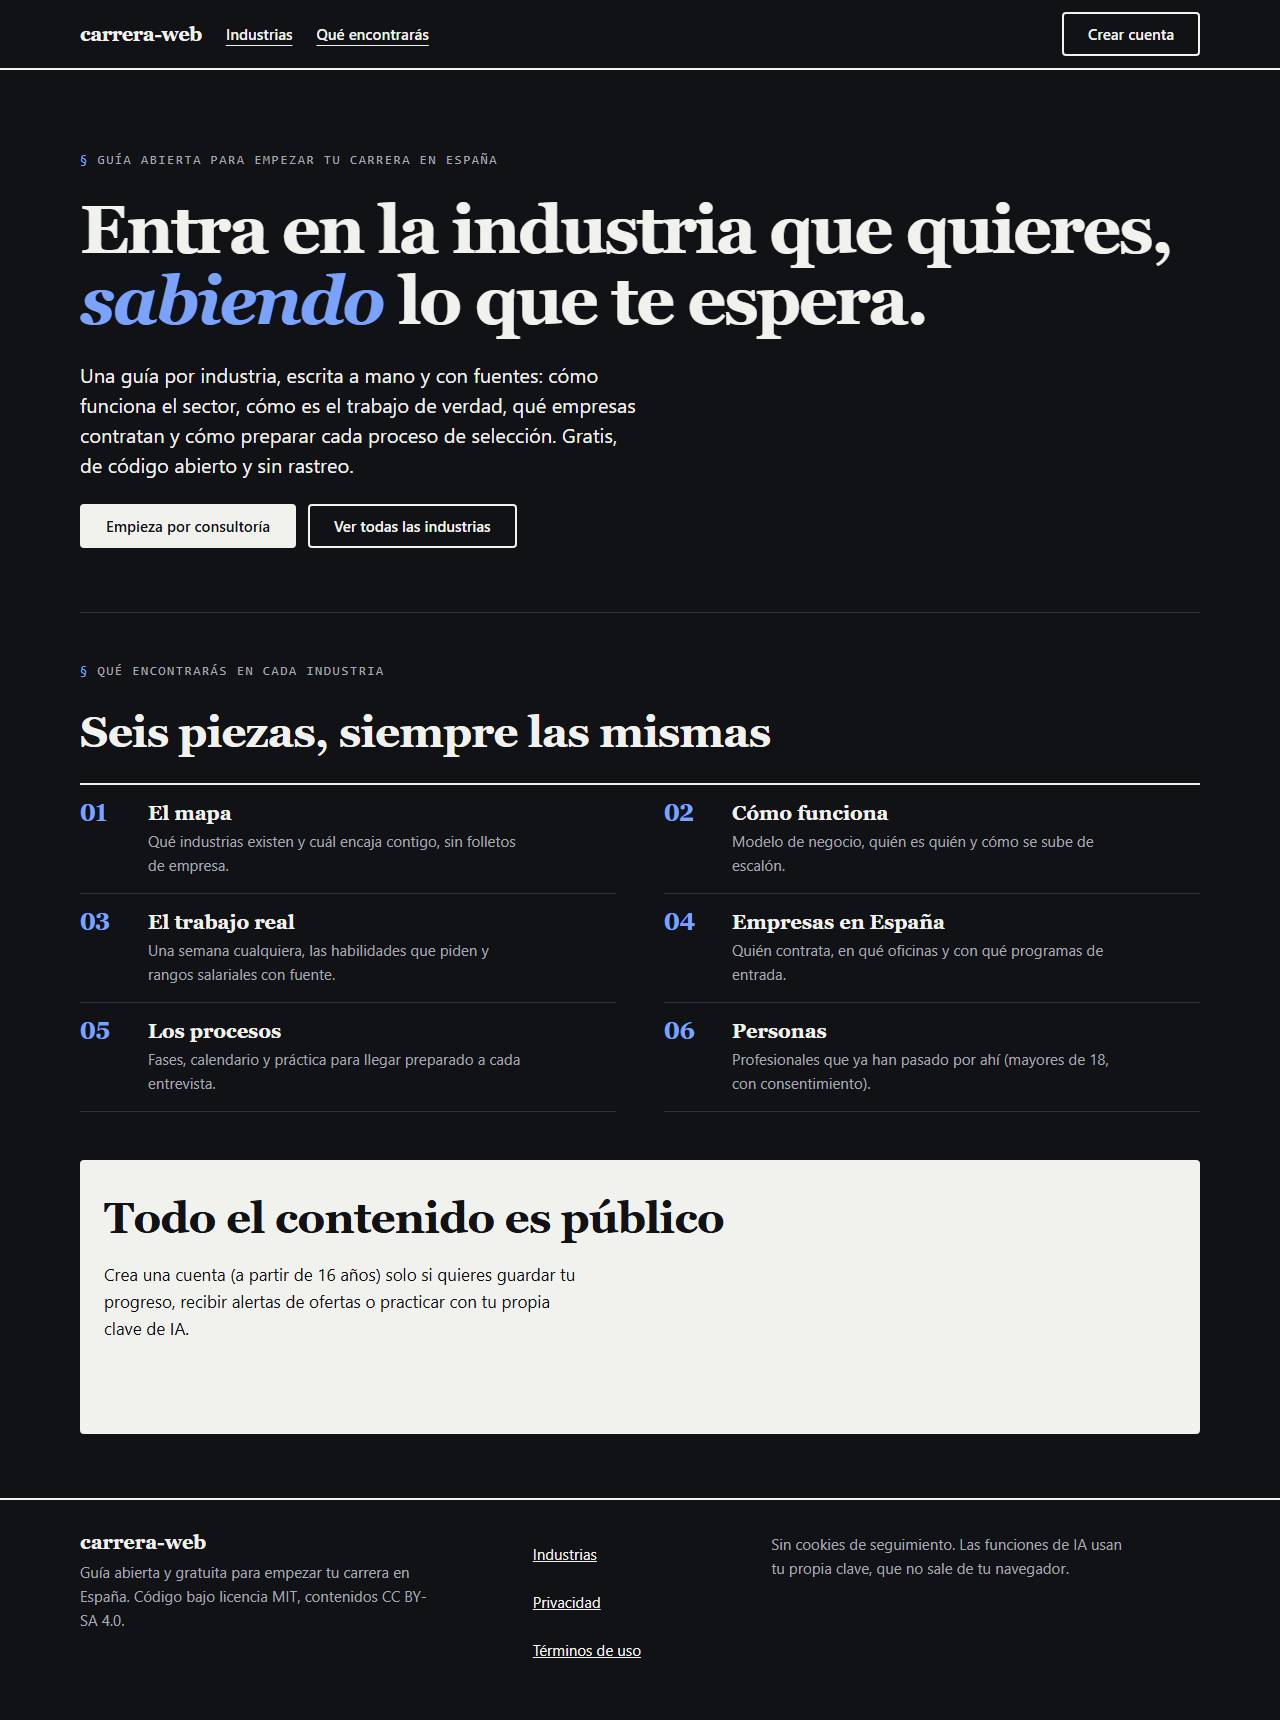 carrera-web Industrias Qué encontrarás Crear cuenta
§ GUÍA ABIERTA PARA EMPEZAR TU CARRERA EN ESPAÑA
Entra en la industria que quieres,
sabiendo lo que te espera.
Una guía por industria, escrita a mano y con fuentes: cómo
funciona el sector, cómo es el trabajo de verdad, qué empresas
contratan y cómo preparar cada proceso de selección. Gratis,
de código abierto y sin rastreo.
Empieza por consultoría Ver todas las industrias
§ QUÉ ENCONTRARÁS EN CADA INDUSTRIA
Seis piezas, siempre las mismas
01 El mapa
Qué industrias existen y cuál encaja contigo, sin folletos
de empresa.
02 Cómo funciona
Modelo de negocio, quién es quién y cómo se sube de
escalón.
03 El trabajo real
Una semana cualquiera, las habilidades que piden y
rangos salariales con fuente.
04 Empresas en España
Quién contrata, en qué oficinas y con qué programas de
entrada.
05 Los procesos
Fases, calendario y práctica para llegar preparado a cada
entrevista.
06 Personas
Profesionales que ya han pasado por ahí (mayores de 18,
con consentimiento).
Todo el contenido es público
Crea una cuenta (a partir de 16 años) solo si quieres guardar tu
progreso, recibir alertas de ofertas o practicar con tu propia
clave de IA.
carrera-web
Guía abierta y gratuita para empezar tu carrera en
España. Código bajo licencia MIT, contenidos CC BY-
SA 4.0.
Industrias
Privacidad
Términos de uso
Sin cookies de seguimiento. Las funciones de IA usan
tu propia clave, que no sale de tu navegador.